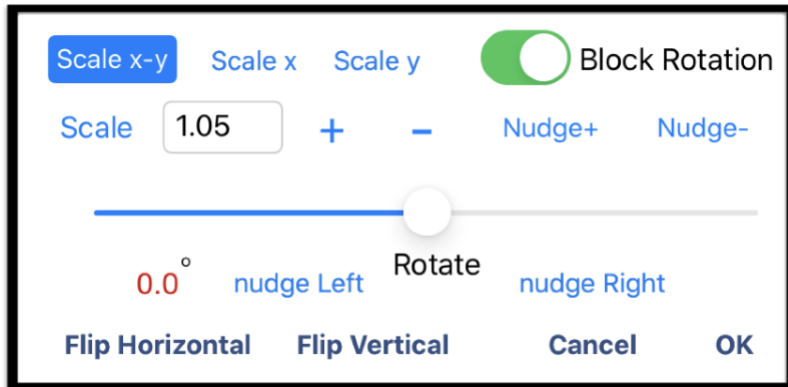 Scale x-y Scale x Scale y Block Rotation
Scale 1.05 + - Nudge+ Nudge-
Rotate
0.0° nudge Left nudge Right
Flip Horizontal Flip Vertical Cancel OK